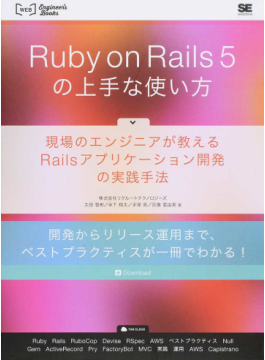 WEB Engineer's Books
SE
SHOEISHA
Ruby on Rails 5
の上手な使い方
現場のエンジニアが教える
Railsアプリケーション開発
の実践手法
株式会社リクルートテクノロジーズ
開発からリリース運用まで、
ベストプラクティスが一冊でわかる！
Download
THE CLOUD
Ruby Rails RuboCop Devise RSpec AWS ベストプラクティス Null
Gem ActiveRecord Pry FactoryBot MVC 実践 運用 AWS Capistrano